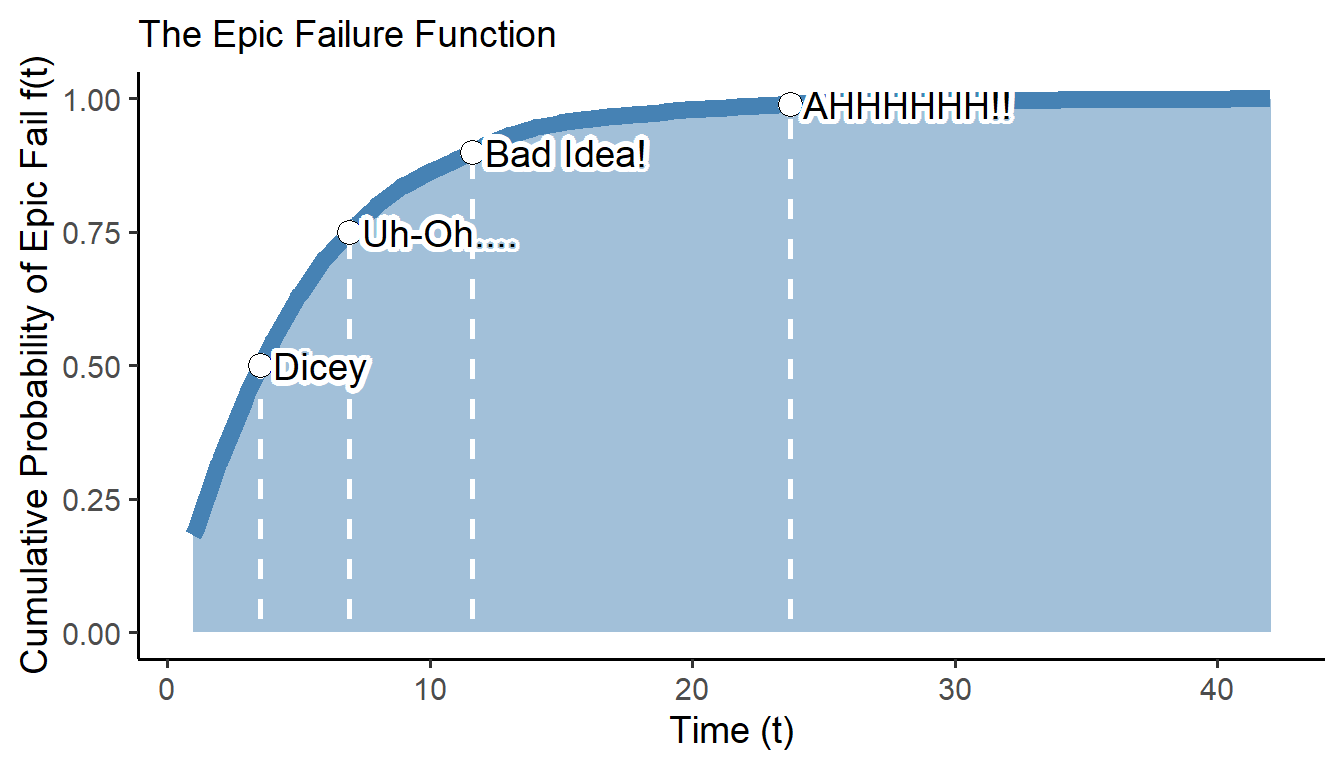 The Epic Failure Function
Cumulative Probability of Epic Fail f(t)
1.00
0.75
0.50
0.25
0.00
AHHHHHH!!
Bad Idea!
Uh-Oh....
Dicey
0
10
20
30
40
Time (t)